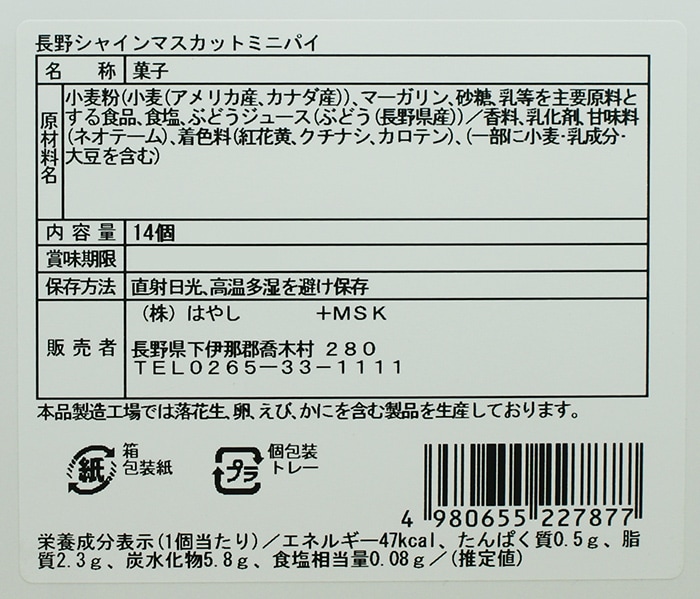 長野シャインマスカットミニパイ
名 称 菓子
原材料名 小麦粉(小麦(アメリカ産、カナダ産))、マーガリン、砂糖、乳等を主要原料と
する食品、食塩、ぶどうジュース(ぶどう(長野県産))／香料、乳化剤、甘味料
(ネオテーム)、着色料(紅花黄、クチナシ、カロテン)、(一部に小麦・乳成分・
大豆を含む)
内容量 14個
賞味期限
保存方法 直射日光、高温多湿を避け保存
販売者 （株）はやし ＋ＭＳＫ
長野県下伊那郡喬木村 ２８０
ＴＥＬ０２６５－３３－１１１１
本品製造工場では落花生、卵、えび、かにを含む製品を生産しております。
紙 箱
包装紙
プラ 個包装
トレー
4 980655 227877
栄養成分表示(1個当たり)／エネルギー47kcal、たんぱく質0.5ｇ、脂
質2.3ｇ、炭水化物5.8ｇ、食塩相当量0.08ｇ／(推定値)